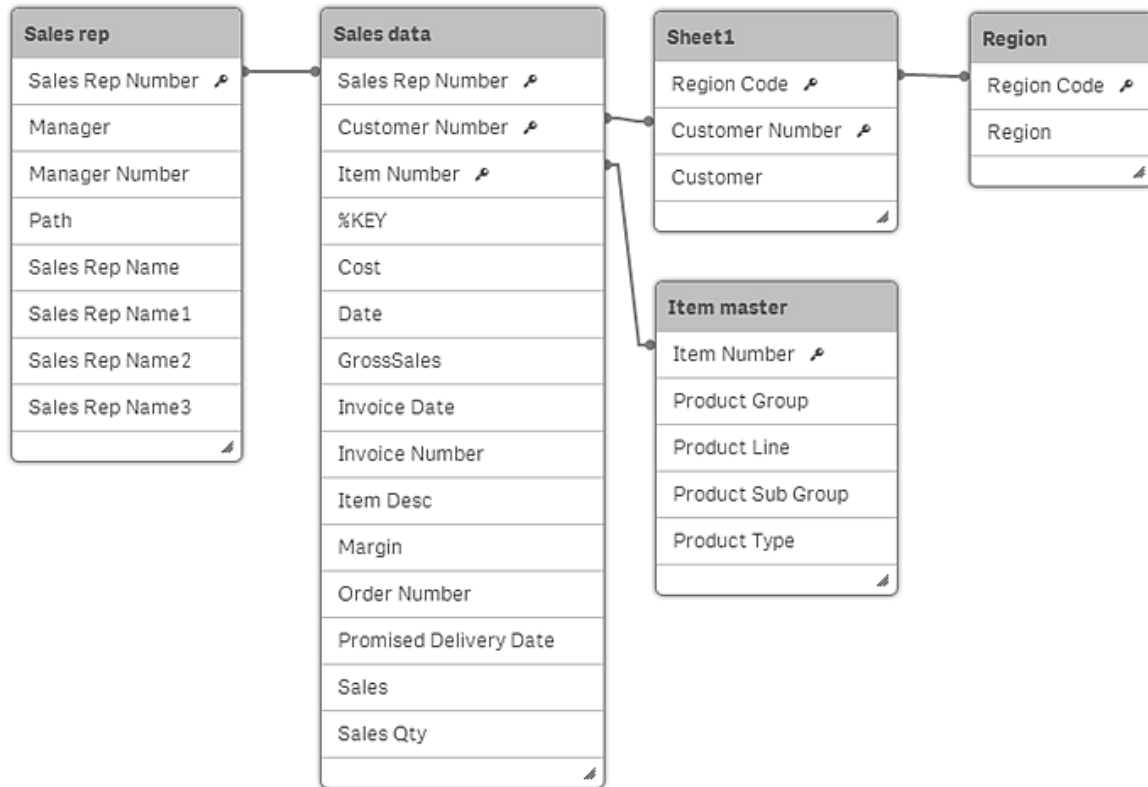 Sales rep
Sales Rep Number
Manager
Manager Number
Path
Sales Rep Name
Sales Rep Name1
Sales Rep Name2
Sales Rep Name3
Sales data
Sales Rep Number
Customer Number
Item Number
%KEY
Cost
Date
GrossSales
Invoice Date
Invoice Number
Item Desc
Margin
Order Number
Promised Delivery Date
Sales
Sales Qty
Sheet1
Region Code
Customer Number
Customer
Item master
Item Number
Product Group
Product Line
Product Sub Group
Product Type
Region
Region Code
Region